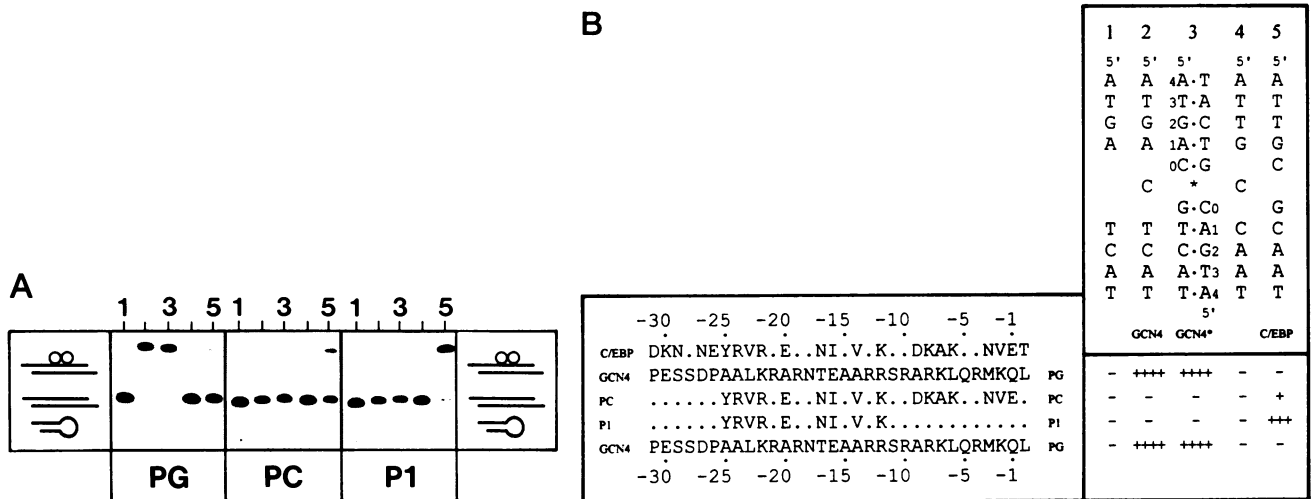 A
1 3 5 1 3 5 1 3 5
PG PC P1
B
-30 -25 -20 -15 -10 -5 -1
C/EBP DKN.NEYRVR.E..NI.V.K..DKAK..NVET
GCN4 PESSDPAALKRARNTEAARRSRARKLQRMKQL PG
PC ......YRVR.E..NI.V.K..DKAK..NVE. PC
P1 ......YRVR.E..NI.V.K............ P1
GCN4 PESSDPAALKRARNTEAARRSRARKLQRMKQL PG
-30 -25 -20 -15 -10 -5 -1
1 2 3 4 5
5' 5' 5' 5' 5'
A A 4A·T A A
T T 3T·A T T
G G 2G·C T T
A A 1A·T G G
0C·G C
C * C
G·C0 G
T T T·A1 C C
C C C·G2 A A
A A A·T3 A A
T T T·A4 T T
5'
GCN4 GCN4* C/EBP
- ++++ ++++ - -
- - - - +
- - - - +++
- ++++ ++++ - -